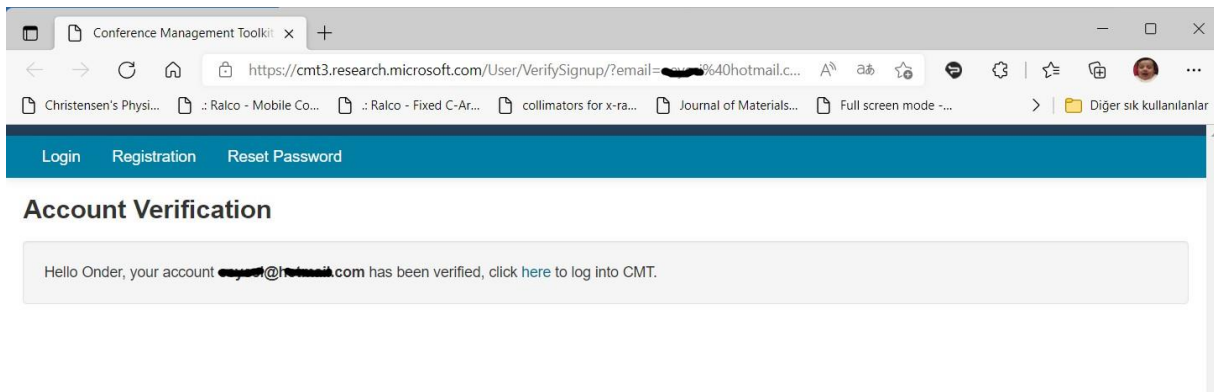 Conference Management Toolkit
https://cmt3.research.microsoft.com/User/VerifySignup/?email= %40hotmail.c...
Christensen's Physi... .: Ralco - Mobile Co... .: Ralco - Fixed C-Ar... collimators for x-ra... Journal of Materials... Full screen mode -... Diğer sık kullanılanlar
Login Registration Reset Password
Account Verification
Hello Onder, your account .com has been verified, click here to log into CMT.